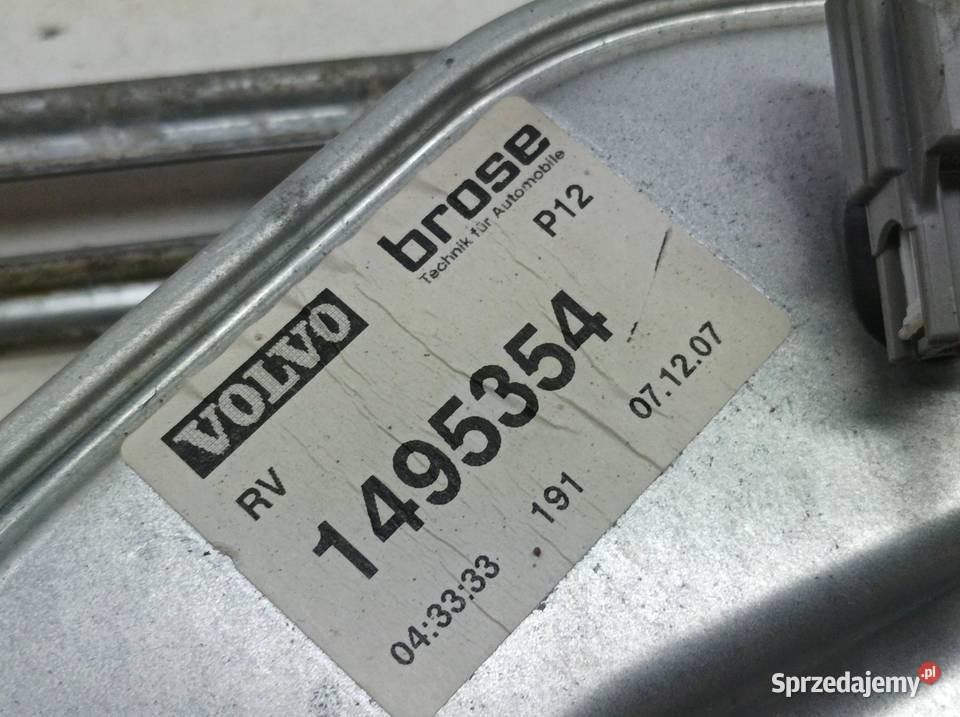 VOLVO
brose
Technik für Automobile
RV
P12
1495354
04:33:33 191 07.12.07
Sprzedajemy.pl